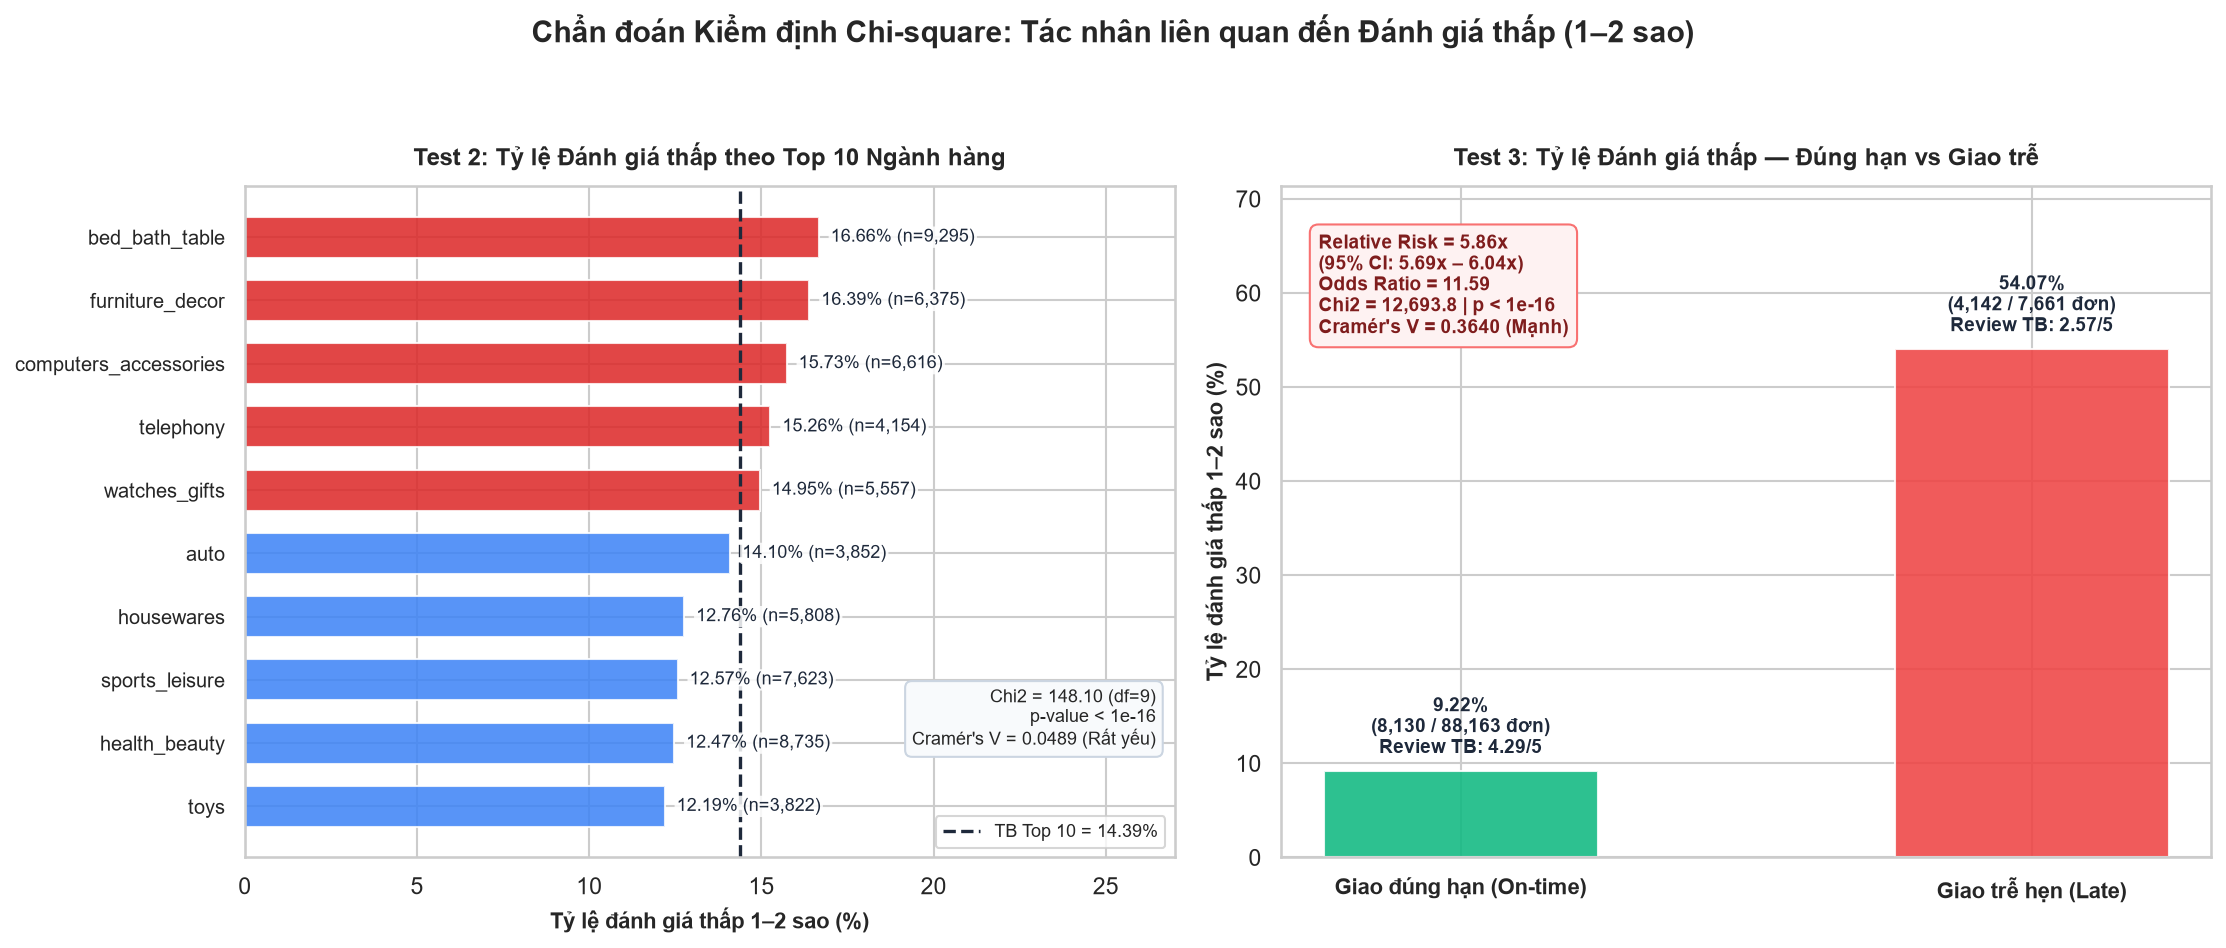 Chẩn đoán Kiểm định Chi-square: Tác nhân liên quan đến Đánh giá thấp (1–2 sao)
Test 2: Tỷ lệ Đánh giá thấp theo Top 10 Ngành hàng
bed_bath_table
16.66% (n=9,295)
furniture_decor
16.39% (n=6,375)
computers_accessories
15.73% (n=6,616)
telephony
15.26% (n=4,154)
watches_gifts
14.95% (n=5,557)
auto
14.10% (n=3,852)
housewares
12.76% (n=5,808)
sports_leisure
12.57% (n=7,623)
health_beauty
12.47% (n=8,735)
toys
12.19% (n=3,822)
Chi2 = 148.10 (df=9)
p-value < 1e-16
Cramér's V = 0.0489 (Rất yếu)
TB Top 10 = 14.39%
0
5
10
15
20
25
Tỷ lệ đánh giá thấp 1–2 sao (%)
Test 3: Tỷ lệ Đánh giá thấp — Đúng hạn vs Giao trễ
Tỷ lệ đánh giá thấp 1–2 sao (%)
70
60
50
40
30
20
10
0
Relative Risk = 5.86x
(95% CI: 5.69x – 6.04x)
Odds Ratio = 11.59
Chi2 = 12,693.8 | p < 1e-16
Cramér's V = 0.3640 (Mạnh)
54.07%
(4,142 / 7,661 đơn)
Review TB: 2.57/5
9.22%
(8,130 / 88,163 đơn)
Review TB: 4.29/5
Giao đúng hạn (On-time)
Giao trễ hẹn (Late)